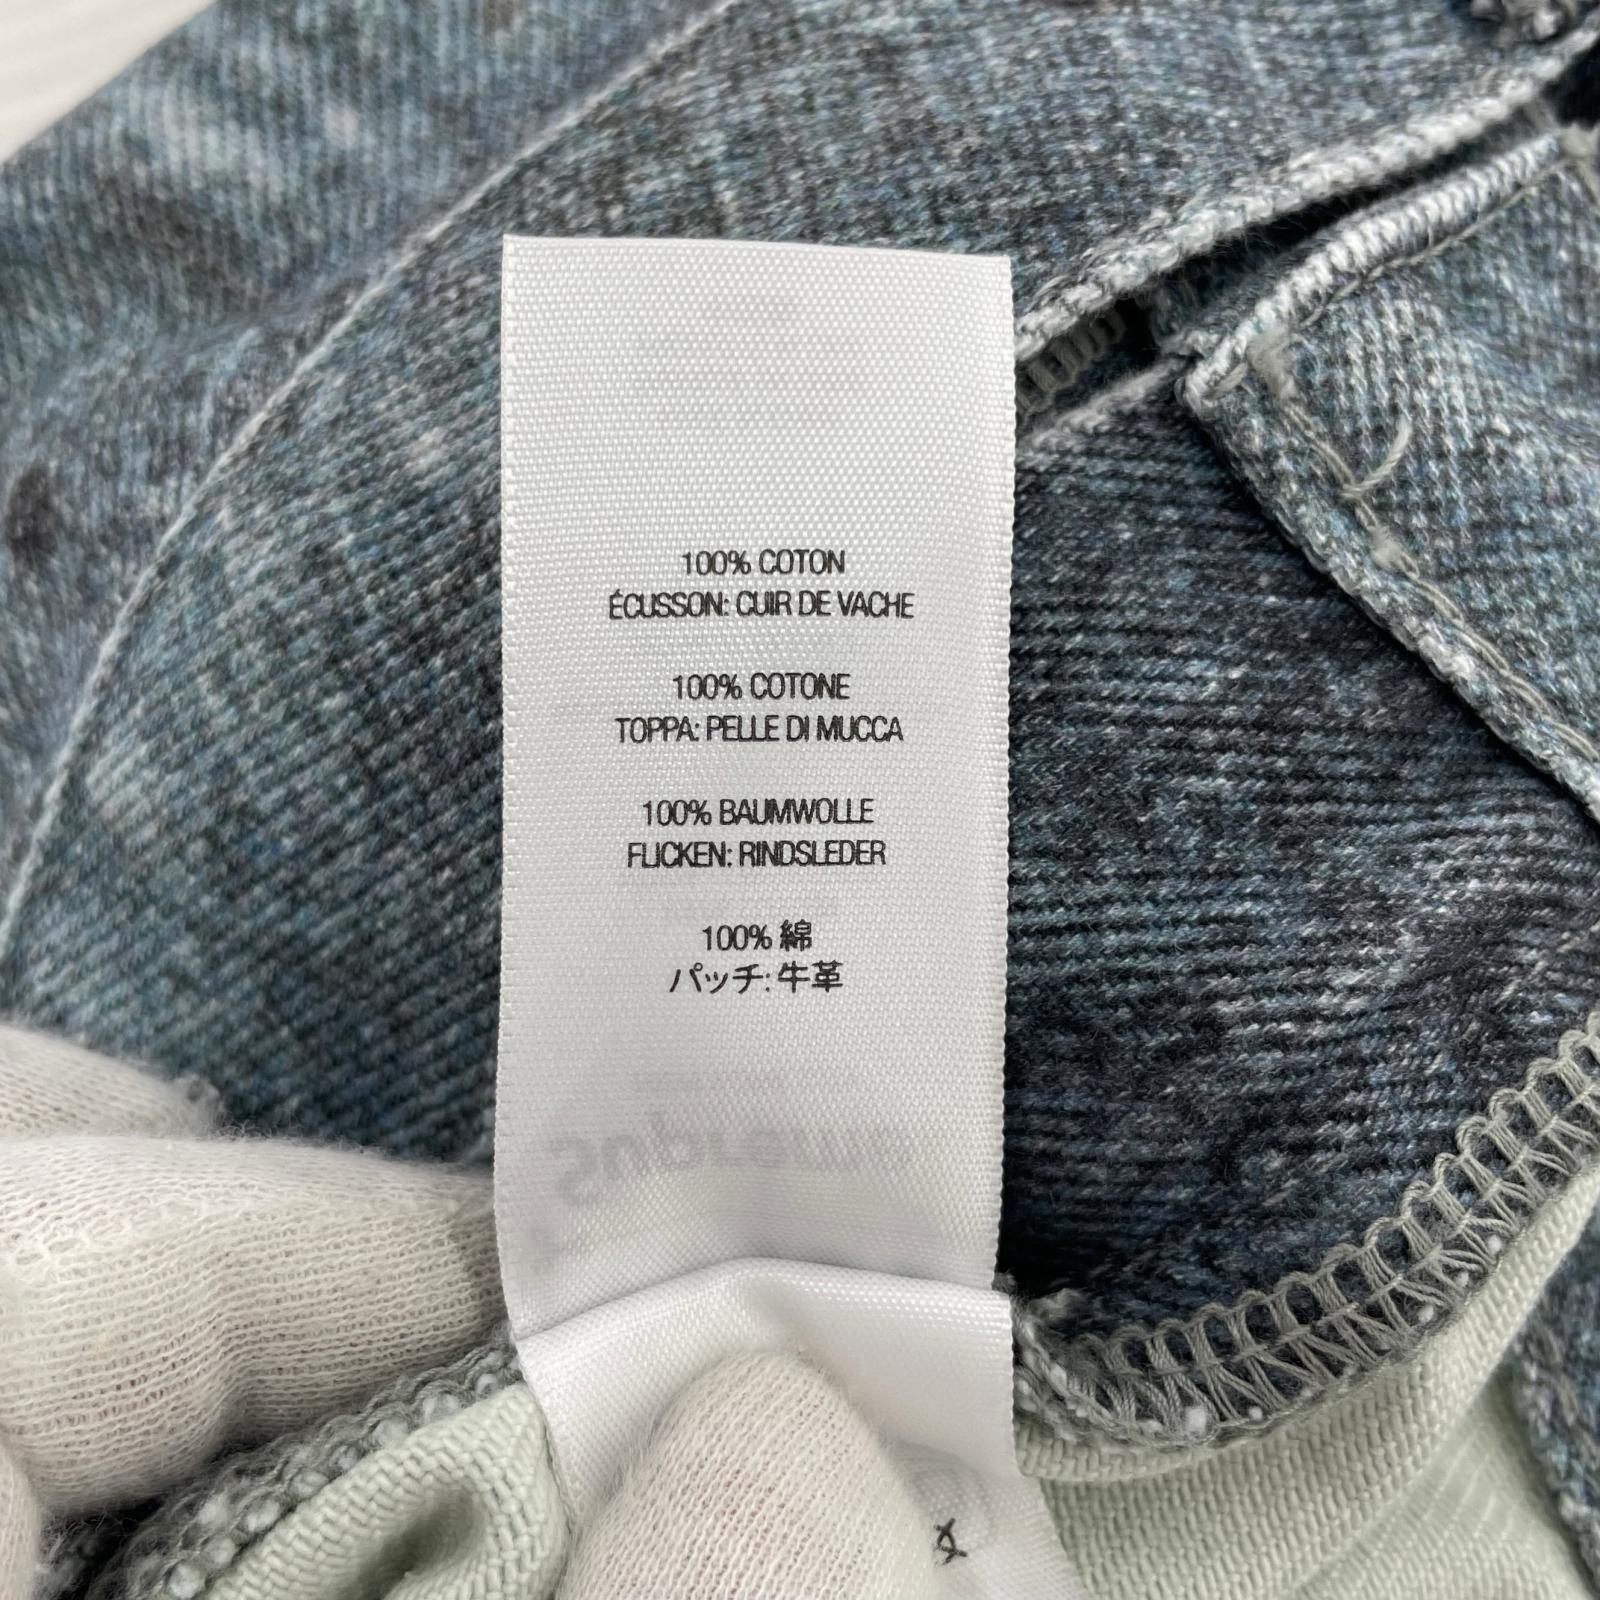 100% COTON
ÉCUSSON: CUIR DE VACHE
100% COTONE
TOPPA: PELLE DI MUCCA
100% BAUMWOLLE
FLICKEN: RINDSLEDER
100% 綿
パッチ: 牛革